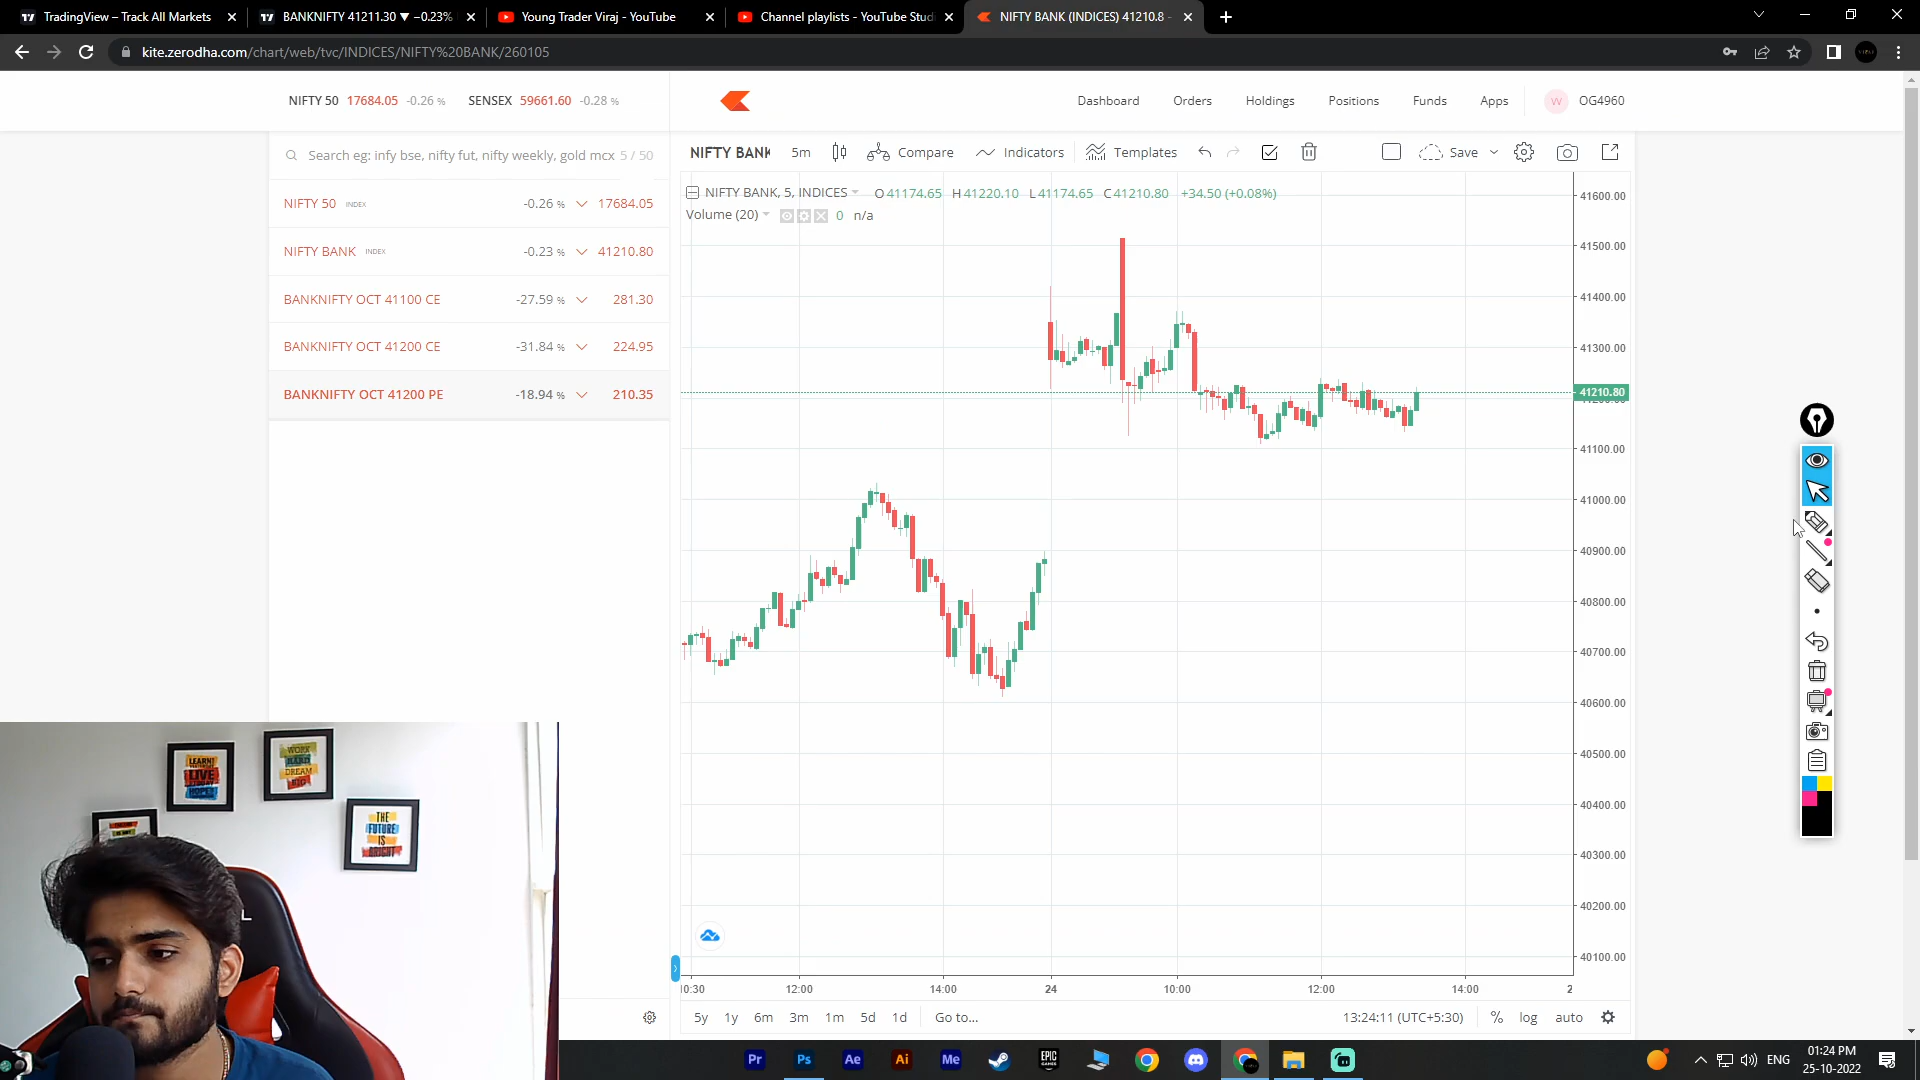 TradingView – Track All Markets
BANKNIFTY 41211.30 ▼ −0.23%
Young Trader Viraj - YouTube
Channel playlists - YouTube Studi
NIFTY BANK (INDICES) 41210.8 -
kite.zerodha.com/chart/web/tvc/INDICES/NIFTY%20BANK/260105
NIFTY 50 17684.05 -0.26 % SENSEX 59661.60 -0.28 %
Dashboard Orders Holdings Positions Funds Apps W OG4960
Search eg: infy bse, nifty fut, nifty weekly, gold mcx 5 / 50
NIFTY 50 INDEX -0.26 % 17684.05
NIFTY BANK INDEX -0.23 % 41210.80
BANKNIFTY OCT 41100 CE -27.59 % 281.30
BANKNIFTY OCT 41200 CE -31.84 % 224.95
BANKNIFTY OCT 41200 PE -18.94 % 210.35
NIFTY BANK 5m Compare Indicators Templates Save
NIFTY BANK, 5, INDICES O 41174.65 H 41220.10 L 41174.65 C 41210.80 +34.50 (+0.08%)
Volume (20) 0 n/a
41600.00
41500.00
41400.00
41300.00
41210.80
41100.00
41000.00
40900.00
40800.00
40700.00
40600.00
40500.00
40400.00
40300.00
40200.00
40100.00
0:30 12:00 14:00 24 10:00 12:00 14:00 2
5y 1y 6m 3m 1m 5d 1d Go to... 13:24:11 (UTC+5:30) % log auto
LEARN
LIVE
HOPE
WORK
HARD
DREAM
BIG
THE
FUTURE
IS
BRIGHT
L
Pr Ps Ae Ai Me EPIC GAMES
ENG 01:24 PM
25-10-2022